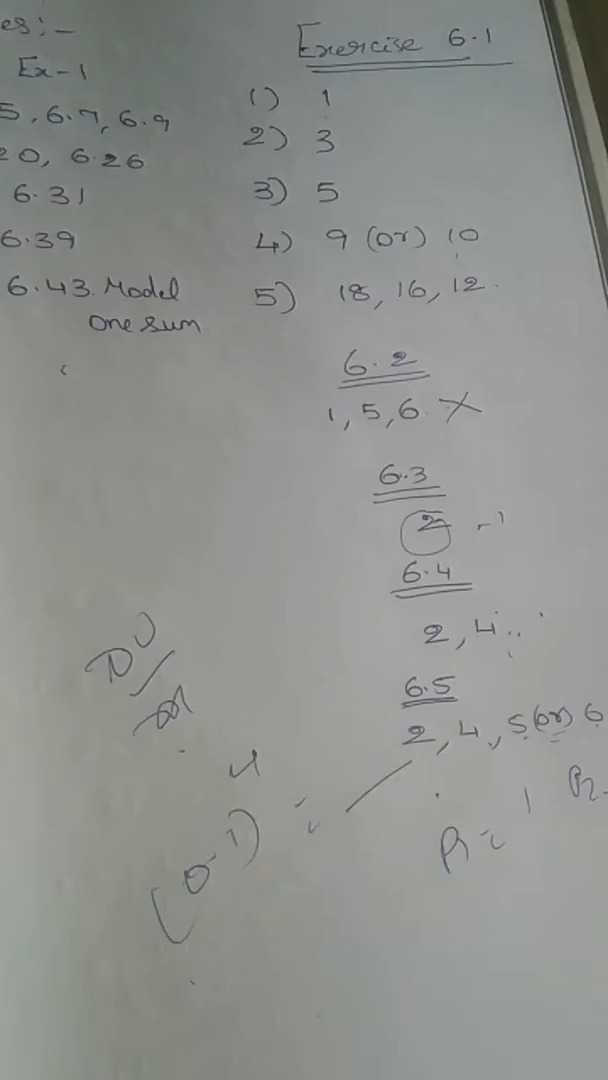 es:-
Ex-1
5, 6.7, 6.9
20, 6.26
6.31
6.39
6.43. Model
one sum
Exercise 6.1
1) 1
2) 3
3) 5
4) 9 (or) 10
5) 18, 16, 12.
6.2
1, 5, 6. X
6.3
2
6.4
2, 4..
6.5
2, 4, 5 (or) 6